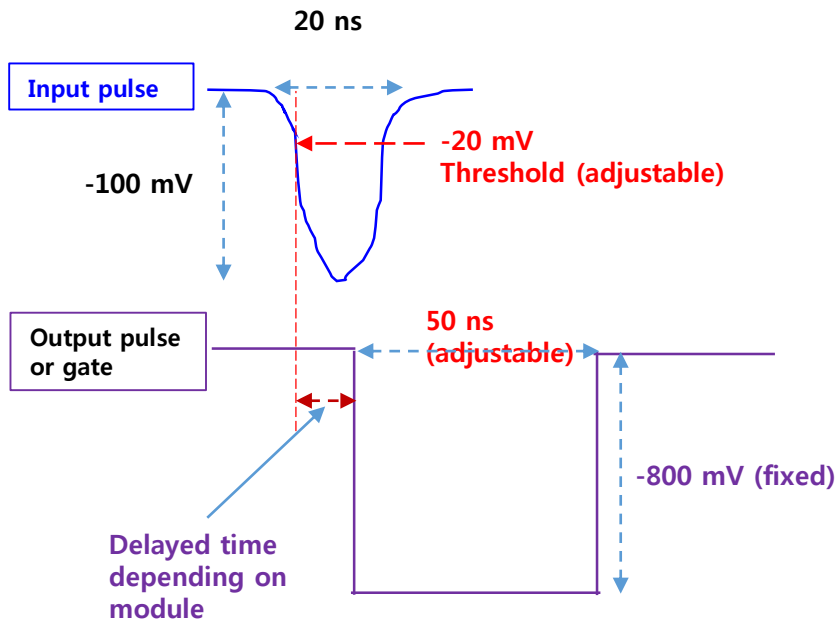 20 ns
Input pulse
-20 mV
Threshold (adjustable)
-100 mV
Output pulse
or gate
50 ns
(adjustable)
-800 mV (fixed)
Delayed time
depending on
module